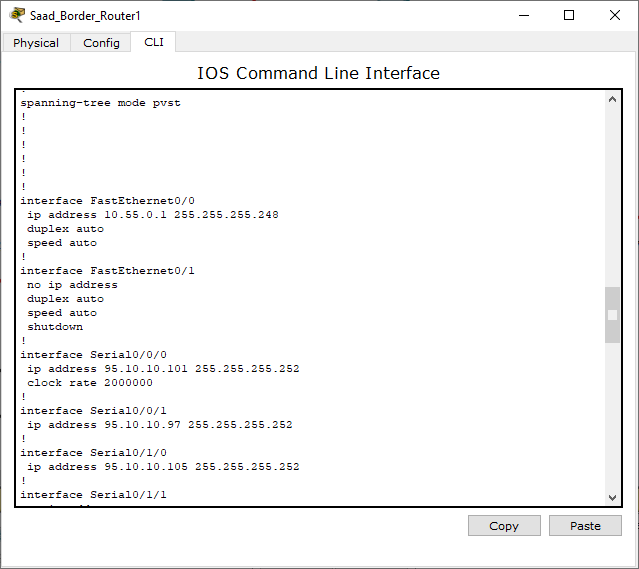 Saad_Border_Router1
Physical Config CLI
IOS Command Line Interface
!
spanning-tree mode pvst
!
!
!
!
!
!
interface FastEthernet0/0
ip address 10.55.0.1 255.255.255.248
duplex auto
speed auto
!
interface FastEthernet0/1
no ip address
duplex auto
speed auto
shutdown
!
interface Serial0/0/0
ip address 95.10.10.101 255.255.255.252
clock rate 2000000
!
interface Serial0/0/1
ip address 95.10.10.97 255.255.255.252
!
interface Serial0/1/0
ip address 95.10.10.105 255.255.255.252
!
interface Serial0/1/1
Copy Paste